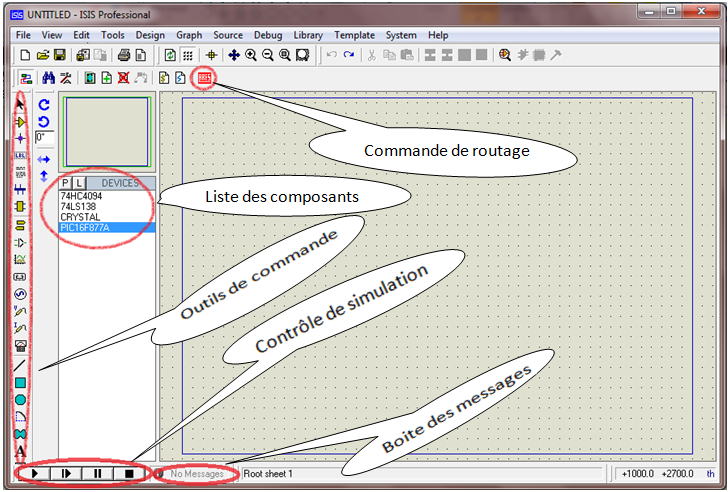 UNTITLED - ISIS Professional
File View Edit Tools Design Graph Source Debug Library Template System Help
ARES
Commande de routage
0°
P L DEVICES
74HC4094
74LS138
CRYSTAL
PIC16F877A
Liste des composants
Outils de commande
Contrôle de simulation
Boite des messages
LBL
A
No Messages
Root sheet 1
+1000.0 +2700.0 th